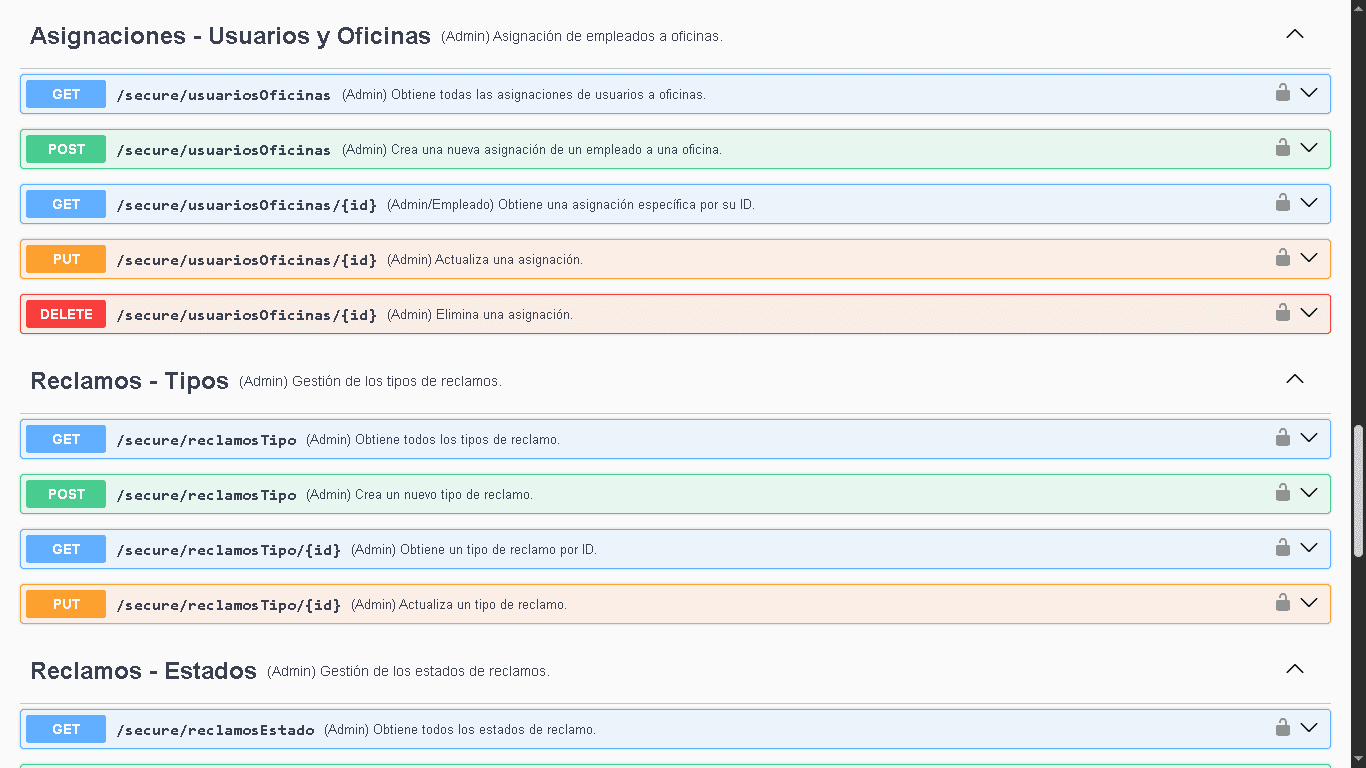 Asignaciones - Usuarios y Oficinas (Admin) Asignación de empleados a oficinas.
GET /secure/usuariosOficinas (Admin) Obtiene todas las asignaciones de usuarios a oficinas.
POST /secure/usuariosOficinas (Admin) Crea una nueva asignación de un empleado a una oficina.
GET /secure/usuariosOficinas/{id} (Admin/Empleado) Obtiene una asignación específica por su ID.
PUT /secure/usuariosOficinas/{id} (Admin) Actualiza una asignación.
DELETE /secure/usuariosOficinas/{id} (Admin) Elimina una asignación.
Reclamos - Tipos (Admin) Gestión de los tipos de reclamos.
GET /secure/reclamosTipo (Admin) Obtiene todos los tipos de reclamo.
POST /secure/reclamosTipo (Admin) Crea un nuevo tipo de reclamo.
GET /secure/reclamosTipo/{id} (Admin) Obtiene un tipo de reclamo por ID.
PUT /secure/reclamosTipo/{id} (Admin) Actualiza un tipo de reclamo.
Reclamos - Estados (Admin) Gestión de los estados de reclamos.
GET /secure/reclamosEstado (Admin) Obtiene todos los estados de reclamo.